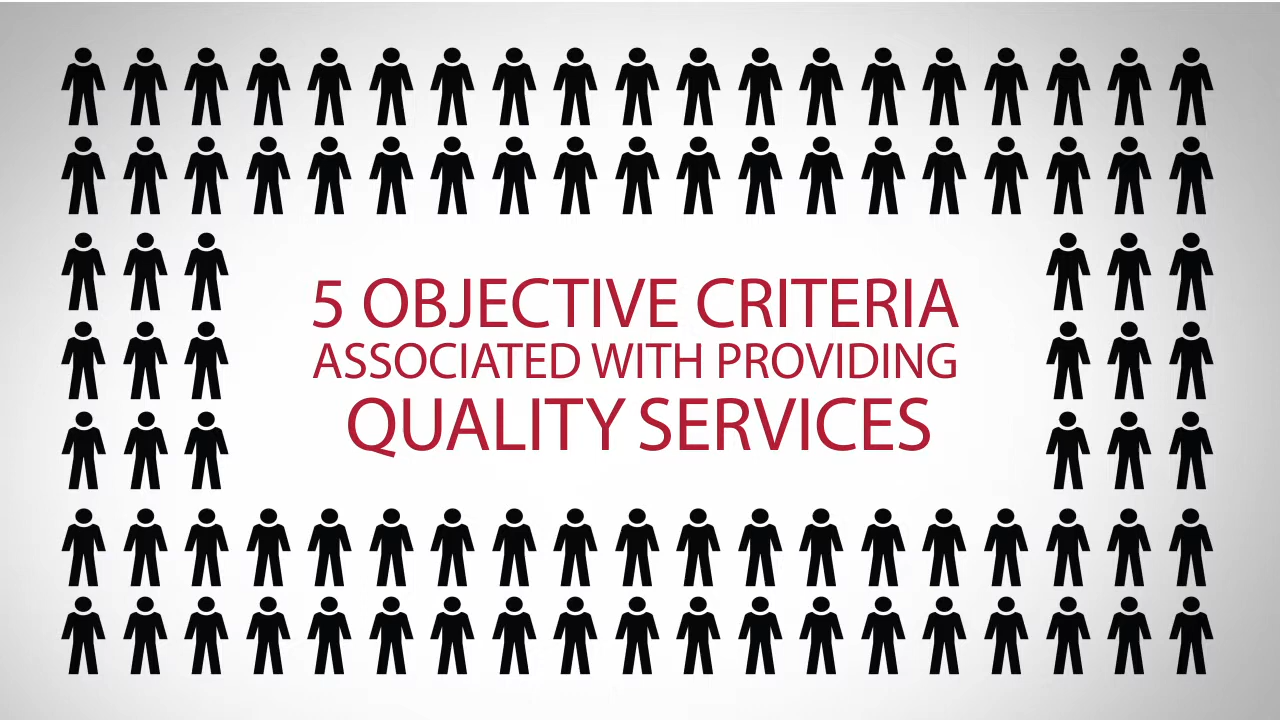 5 OBJECTIVE CRITERIA
ASSOCIATED WITH PROVIDING
QUALITY SERVICES